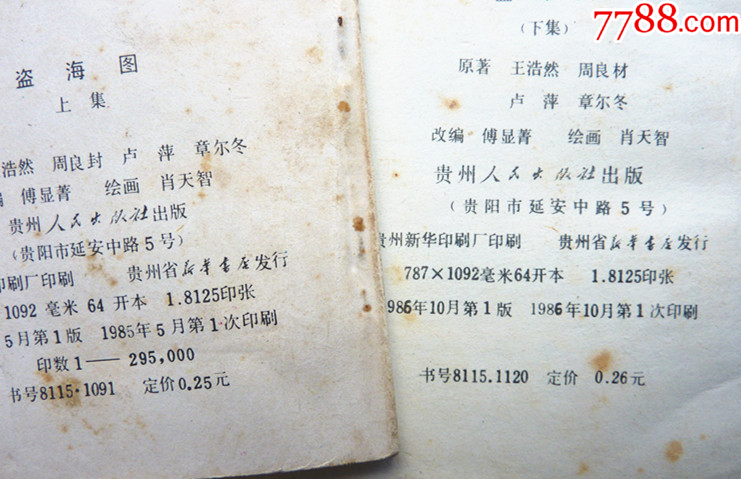 盗海图
上集
浩然 周良封 卢萍 章尔冬
傅显菁 绘画 肖天智
贵州人民出版社出版
(贵阳市延安中路5号)
印刷厂印刷 贵州省新华书店发行
1092毫米64开本 1.8125印张
5月第1版 1985年5月第1次印刷
印数1—295,000
书号8115·1091 定价0.25元
7788.com
(下集)
原著 王浩然 周良材
卢萍 章尔冬
改编 傅显菁 绘画 肖天智
贵州人民出版社出版
(贵阳市延安中路5号)
贵州新华印刷厂印刷 贵州省新华书店发行
787×1092毫米64开本 1.8125印张
986年10月第1版 1986年10月第1次印刷
书号8115.1120 定价 0.26元